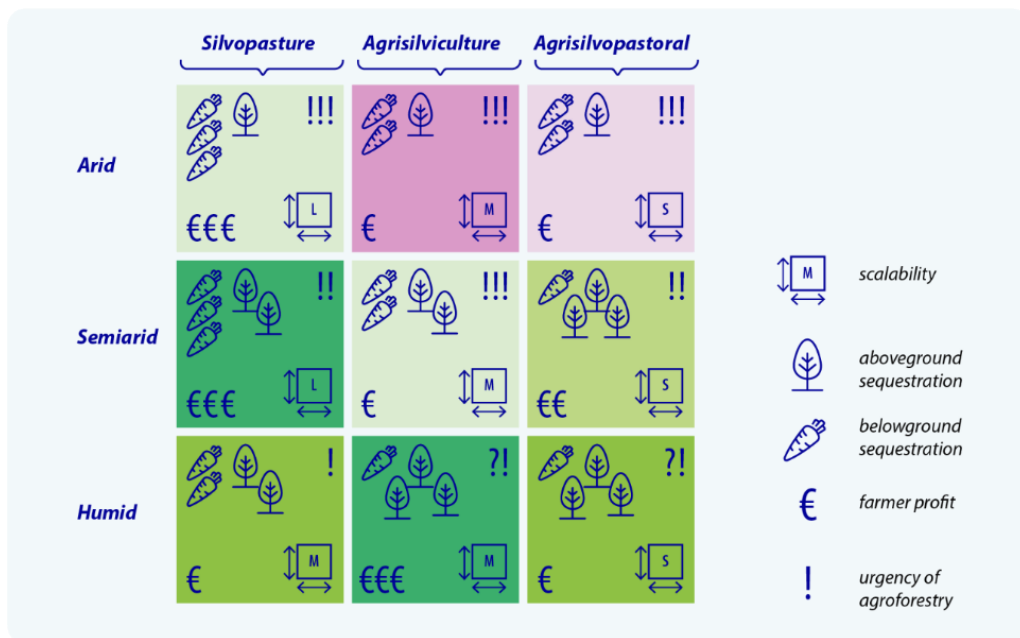 Silvopasture Agrisilviculture Agrisilvopastoral
Arid
!!! !!! !!!
L M S
€€€ € €
Semiarid
!! !!! !!
L M S
€€€ € €€
Humid
! ?! ?!
M M S
€ €€€ €
M scalability
aboveground
sequestration
belowground
sequestration
€ farmer profit
! urgency of
agroforestry